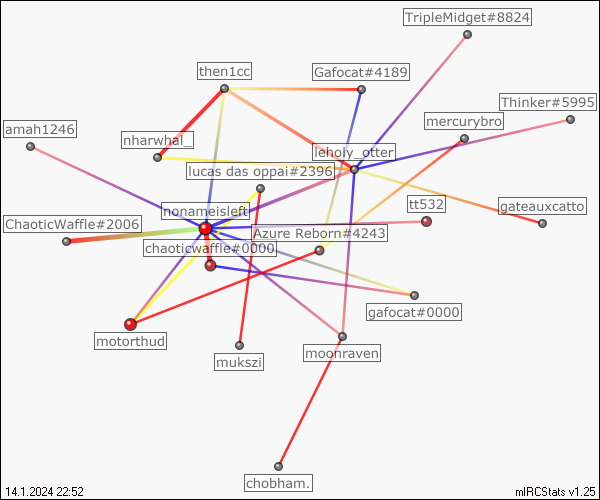 TripleMidget#8824
then1cc
Gafocat#4189
Thinker#5995
mercurybro
amah1246
nharwhal_
leholy_otter
lucas das oppai#2396
tt532
gateauxcatto
nonameisleft
ChaoticWaffle#2006
Azure Reborn#4243
chaoticwaffle#0000
gafocat#0000
motorthud
mukszi
moonraven
chobham.
14.1.2024 22:52
mIRCStats v1.25